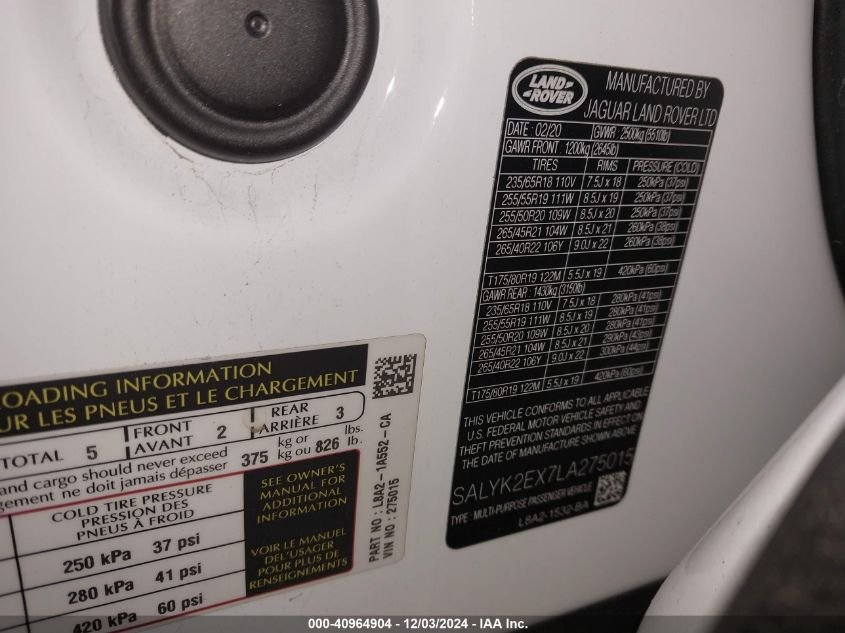 LAND
ROVER
MANUFACTURED BY
JAGUAR LAND ROVER LTD
DATE: 02/20 GVWR: 2500kg (5510lb)
GAWR FRONT: 1200kg (2645lb)
TIRES RIMS PRESSURE (COLD)
235/65R18 110V 7.5J x 18 250kPa (37psi)
255/55R19 111W 8.5J x 19 250kPa (37psi)
255/50R20 109W 8.5J x 20 250kPa (37psi)
265/45R21 104W 8.5J x 21 260kPa (38psi)
265/40R22 106Y 9.0J x 22 260kPa (38psi)
T175/80R19 122M 5.5J x 19 420kPa (60psi)
GAWR REAR: 1430kg (3150lb)
235/65R18 110V 7.5J x 18 280kPa (41psi)
255/55R19 111W 8.5J x 19 280kPa (41psi)
255/50R20 109W 8.5J x 20 280kPa (41psi)
265/45R21 104W 8.5J x 21 290kPa (43psi)
265/40R22 106Y 9.0J x 22 300kPa (44psi)
T175/80R19 122M 5.5J x 19 420kPa (60psi)
THIS VEHICLE CONFORMS TO ALL APPLICABLE
U.S. FEDERAL MOTOR VEHICLE SAFETY AND
THEFT PREVENTION STANDARDS IN EFFECT ON
THE DATE OF MANUFACTURE SHOWN ABOVE
SALYK2EX7LA275015
TYPE: MULTI-PURPOSE PASSENGER VEHICLE
L8A2-1532-BA
OADING INFORMATION
UR LES PNEUS ET LE CHARGEMENT
TOTAL 5 FRONT AVANT 2 REAR ARRIÈRE 3
and cargo should never exceed
gement ne doit jamais dépasser 375 kg or kg ou 826 lbs. lb.
COLD TIRE PRESSURE
PRESSION DES
PNEUS À FROID
250 kPa 37 psi
280 kPa 41 psi
420 kPa 60 psi
SEE OWNER'S
MANUAL FOR
ADDITIONAL
INFORMATION
VOIR LE MANUEL
DE L'USAGER
POUR PLUS DE
RENSEIGNEMENTS
PART NO: L8A2-1A552-CA
VIN NO: 275015
000-40964904 - 12/03/2024 - IAA Inc.